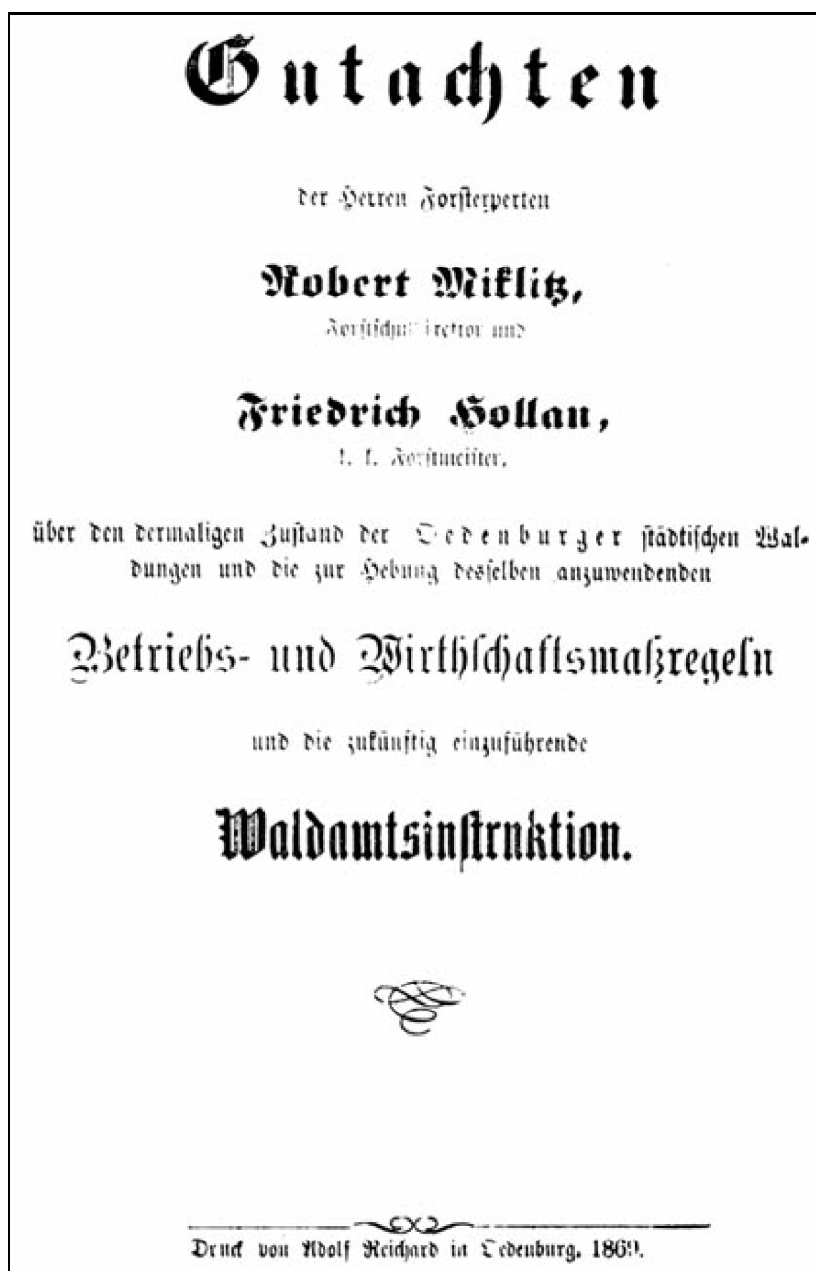 Gutachten
der Herren Forstexperten
Robert Miklitz,
Forstschuldirektor und
Friedrich Hollan,
k. k. Forstmeister,
über den dermaligen Zustand der Oedenburger städtischen Wal-
dungen und die zur Hebung desselben anzuwendenden
Betriebs- und Wirthschaftsmaßregeln
und die zukünftig einzuführende
Waldamtsinstruktion.
Druck von Adolf Reichard in Oedenburg, 1869.